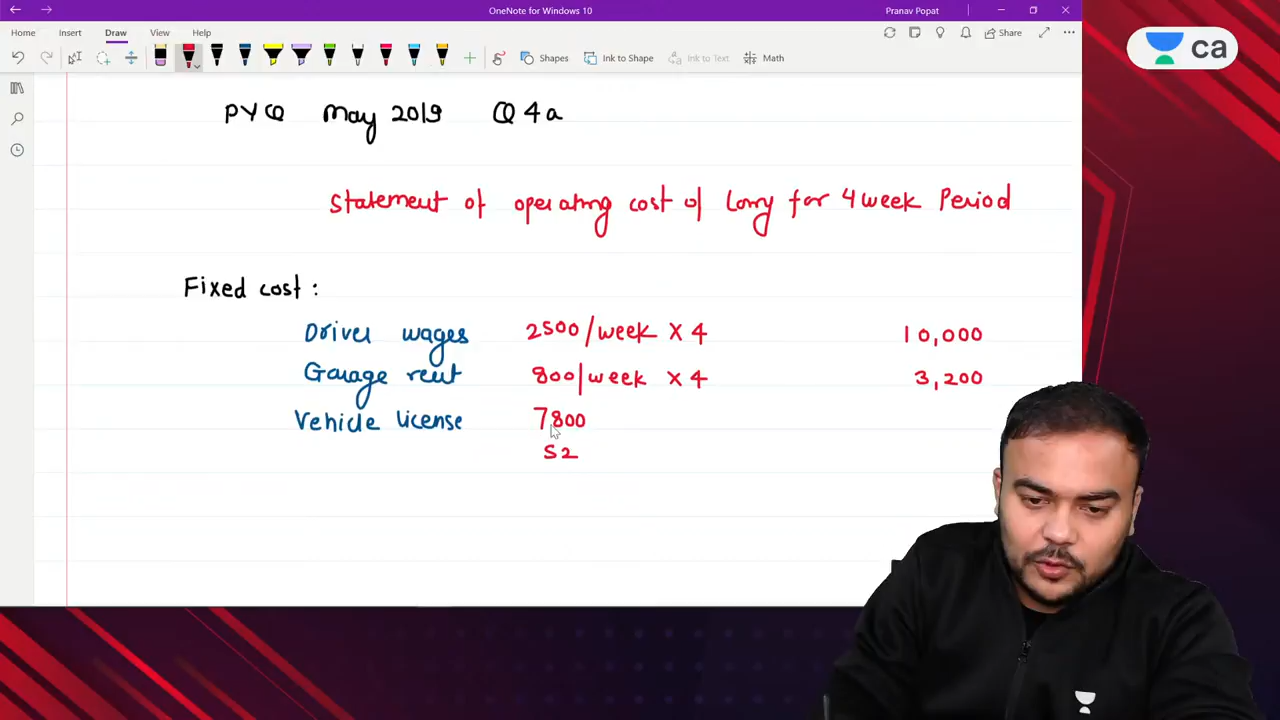 OneNote for Windows 10
Pranav Popat
Home Insert Draw View Help
Share
Shapes Ink to Shape Ink to Text Math
ca
PYQ May 2019 Q 4a
Statement of operating cost of Lorry for 4 week Period
Fixed cost :
Driver wages 2500/week X 4 10,000
Garage rent 800/week X 4 3,200
Vehicle license 7800
52